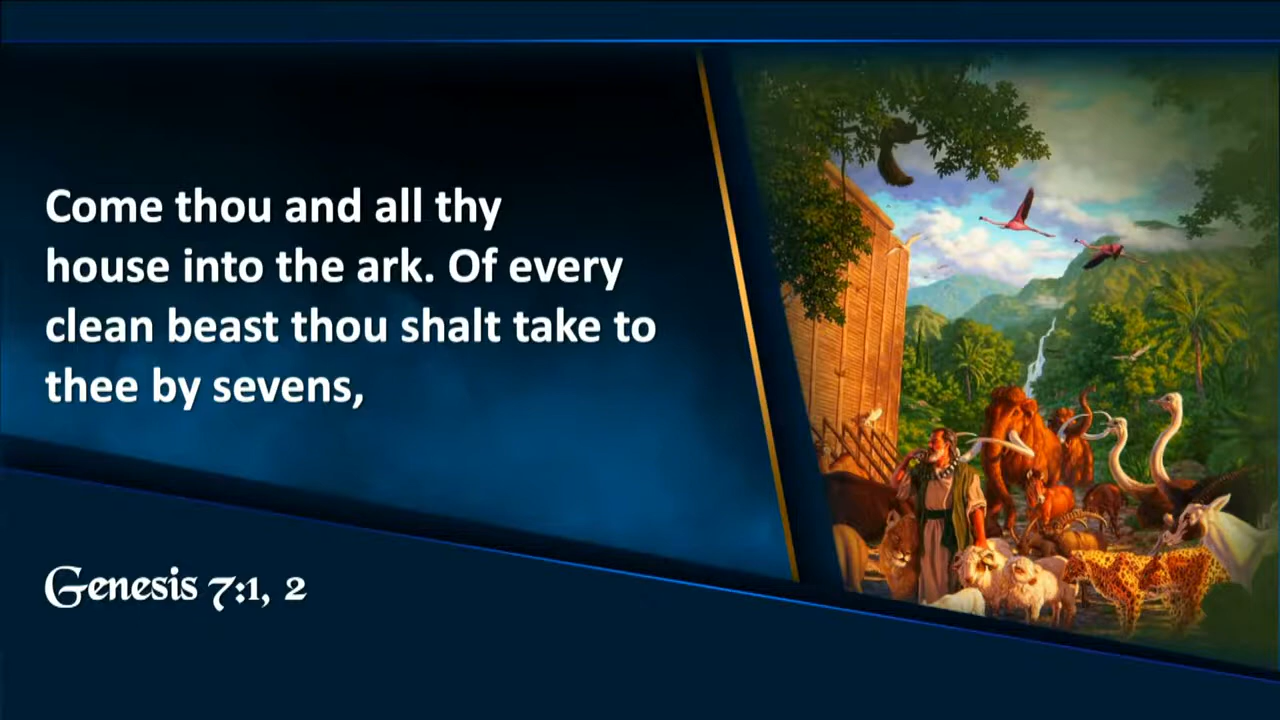 Come thou and all thy
house into the ark. Of every
clean beast thou shalt take to
thee by sevens,
Genesis 7:1, 2